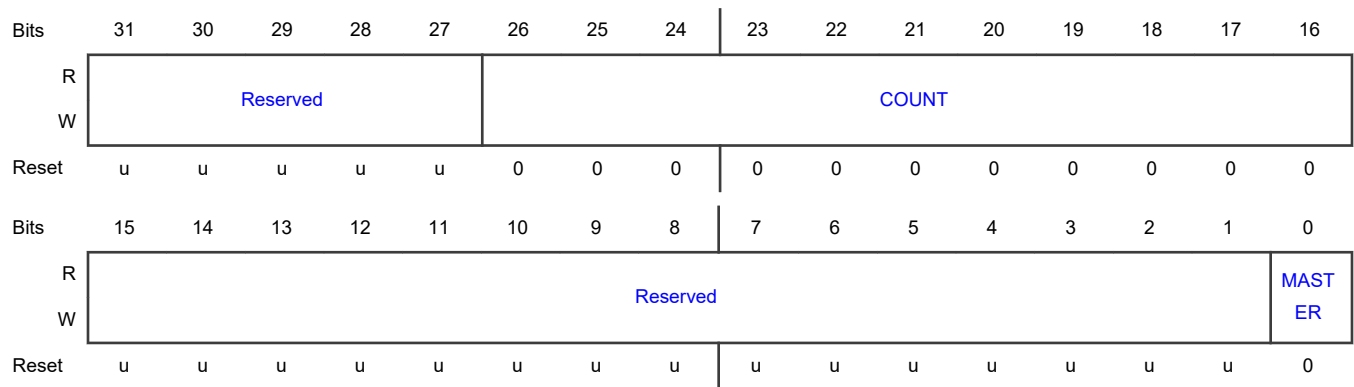 Bits 31 30 29 28 27 26 25 24 23 22 21 20 19 18 17 16
R
Reserved COUNT
W
Reset u u u u u 0 0 0 0 0 0 0 0 0 0 0
Bits 15 14 13 12 11 10 9 8 7 6 5 4 3 2 1 0
R
Reserved MAST
ER
W
Reset u u u u u u u u u u u u u u u 0